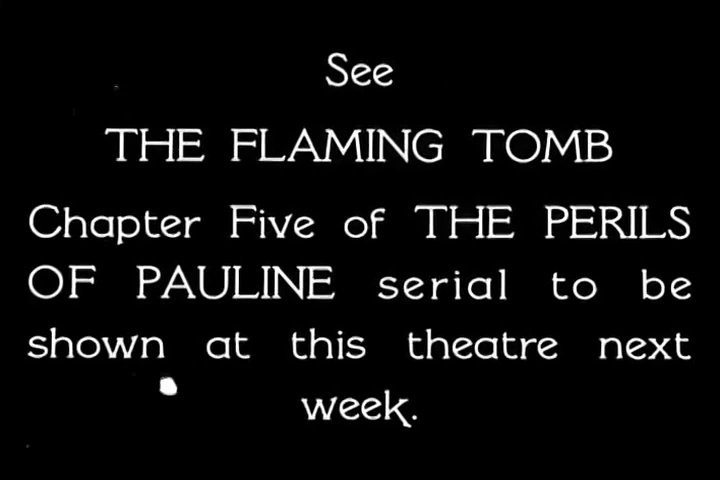 See
THE FLAMING TOMB
Chapter Five of THE PERILS
OF PAULINE serial to be
shown at this theatre next
week.